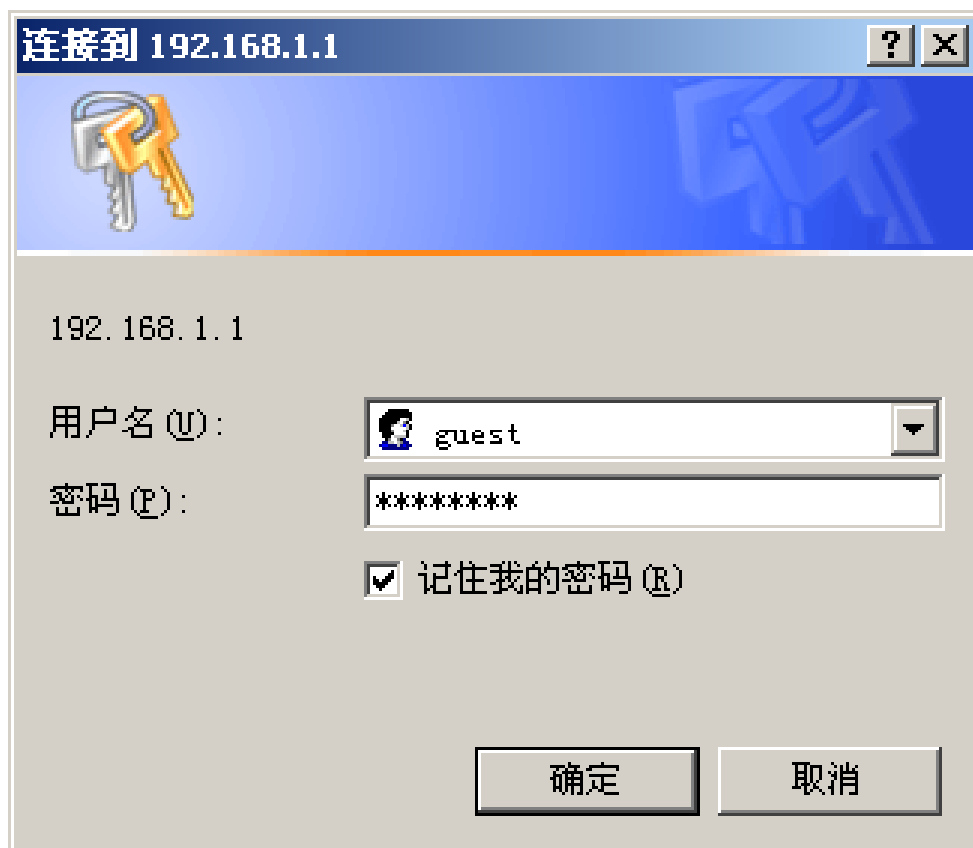 连接到 192.168.1.1
192.168.1.1
用户名(U):
guest
密码(P):
********
记住我的密码(R)
确定
取消